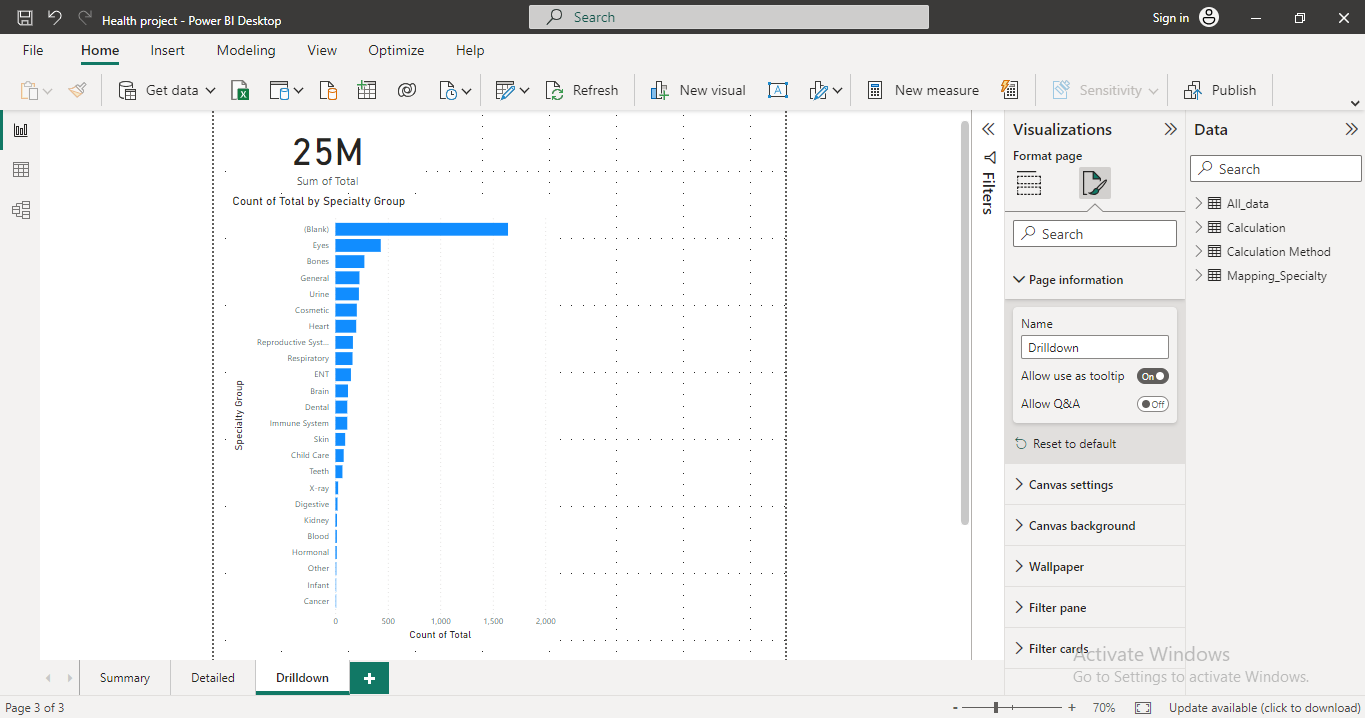 Health project - Power BI Desktop
Search
Sign in
File Home Insert Modeling View Optimize Help
Get data
Refresh
New visual
New measure
Sensitivity
Publish
25M
Sum of Total
Count of Total by Specialty Group
Specialty Group
(Blank)
Eyes
Bones
General
Urine
Cosmetic
Heart
Reproductive Syst...
Respiratory
ENT
Brain
Dental
Immune System
Skin
Child Care
Teeth
X-ray
Digestive
Kidney
Blood
Hormonal
Other
Infant
Cancer
0 500 1,000 1,500 2,000
Count of Total
Filters
Visualizations
Format page
Search
Page information
Name
Drilldown
Allow use as tooltip On
Allow Q&A Off
Reset to default
Canvas settings
Canvas background
Wallpaper
Filter pane
Filter cards
Data
Search
All_data
Calculation
Calculation Method
Mapping_Specialty
Activate Windows
Go to Settings to activate Windows.
Summary Detailed Drilldown +
Page 3 of 3
- + 70%
Update available (click to download)